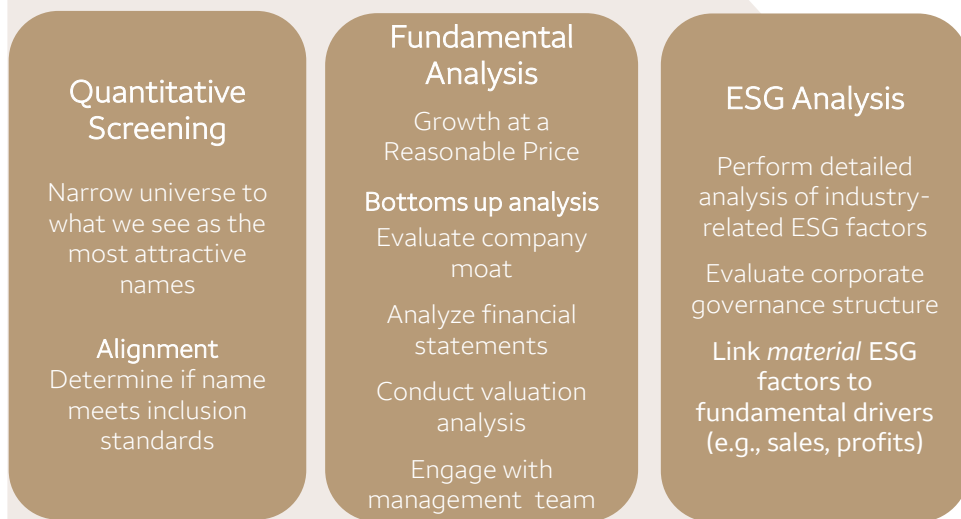 Quantitative
Screening
Narrow universe to
what we see as the
most attractive
names
Alignment
Determine if name
meets inclusion
standards
Fundamental
Analysis
Growth at a
Reasonable Price
Bottoms up analysis
Evaluate company
moat
Analyze financial
statements
Conduct valuation
analysis
Engage with
management team
ESG Analysis
Perform detailed
analysis of industry-
related ESG factors
Evaluate corporate
governance structure
Link material ESG
factors to
fundamental drivers
(e.g., sales, profits)